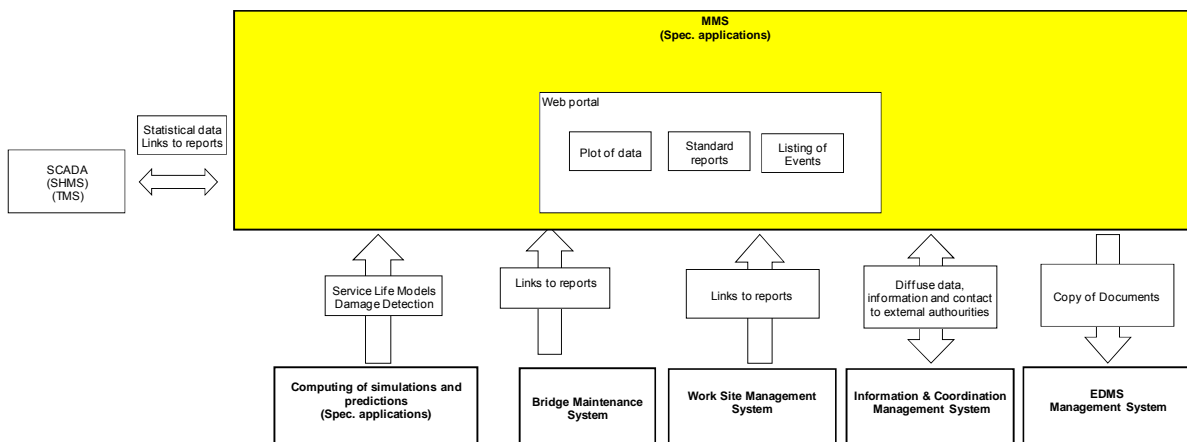 MMS
(Spec. applications)
Web portal
Plot of data
Standard
reports
Listing of
Events
Statistical data
Links to reports
SCADA
(SHMS)
(TMS)
Service Life Models
Damage Detection
Links to reports
Links to reports
Diffuse data,
information and contact
to external authourities
Copy of Documents
Computing of simulations and
predictions
(Spec. applications)
Bridge Maintenance
System
Work Site Management
System
Information & Coordination
Management System
EDMS
Management System